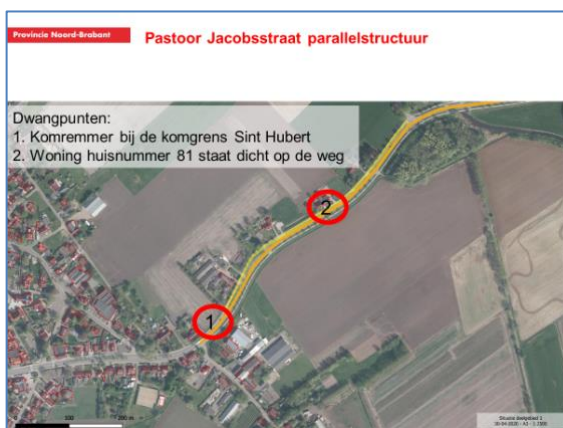 Provincie Noord-Brabant
Pastoor Jacobsstraat parallelstructuur
Dwangpunten:
1. Komremmer bij de komgrens Sint Hubert
2. Woning huisnummer 81 staat dicht op de weg
2
1